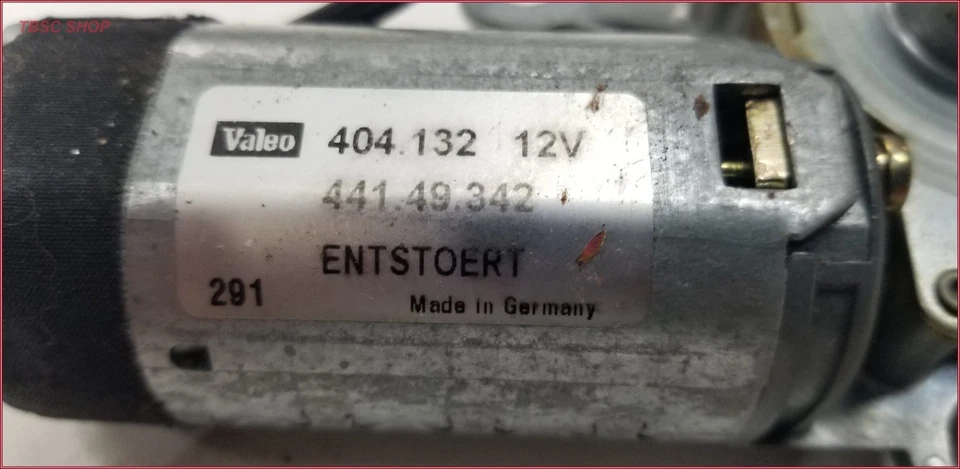 TBSC SHOP
Valeo 404.132 12V
441.49.342
ENTSTOERT
291
Made in Germany